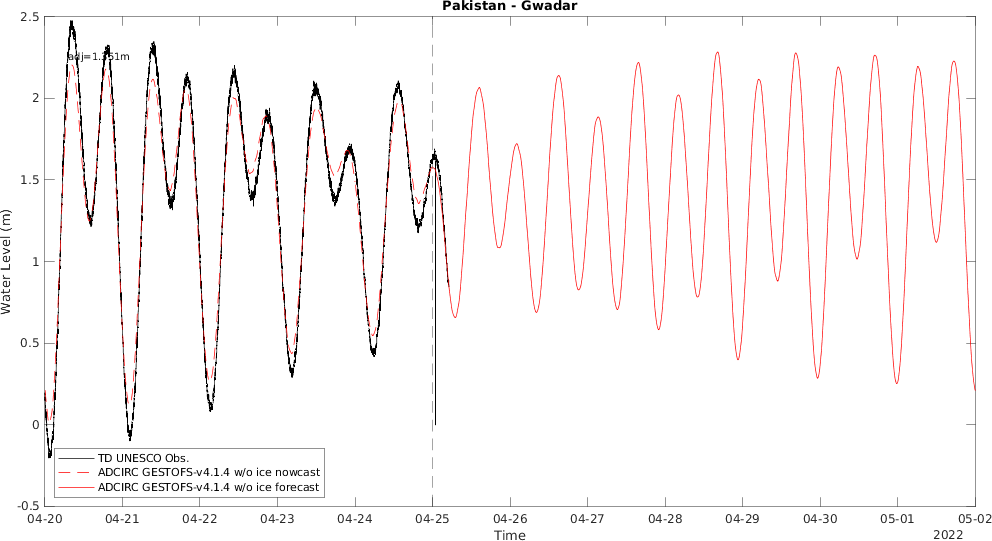 Pakistan - Gwadar
2.5
adj=1.151m
2
1.5
1
0.5
0
-0.5
Water Level (m)
TD UNESCO Obs.
ADCIRC GESTOFS-v4.1.4 w/o ice nowcast
ADCIRC GESTOFS-v4.1.4 w/o ice forecast
04-20 04-21 04-22 04-23 04-24 04-25 04-26 04-27 04-28 04-29 04-30 05-01 05-02
Time
2022